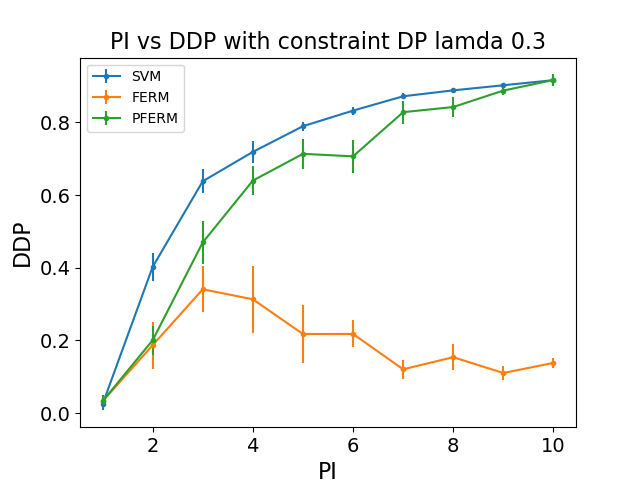 PI vs DDP with constraint DP lamda 0.3
SVM
FERM
PFERM
DDP
0.8
0.6
0.4
0.2
0.0
2 4 6 8 10
PI